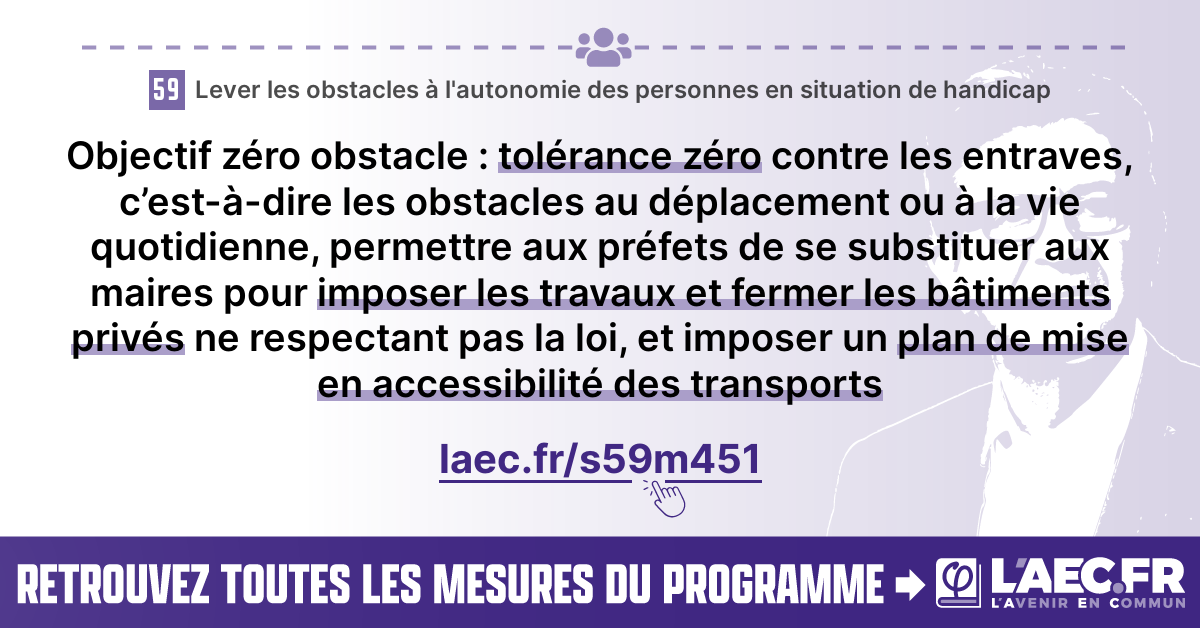 59 Lever les obstacles à l'autonomie des personnes en situation de handicap
Objectif zéro obstacle : tolérance zéro contre les entraves,
c’est-à-dire les obstacles au déplacement ou à la vie
quotidienne, permettre aux préfets de se substituer aux
maires pour imposer les travaux et fermer les bâtiments
privés ne respectant pas la loi, et imposer un plan de mise
en accessibilité des transports
laec.fr/s59m451
RETROUVEZ TOUTES LES MESURES DU PROGRAMME
φ L'AEC.FR
L'AVENIR EN COMMUN